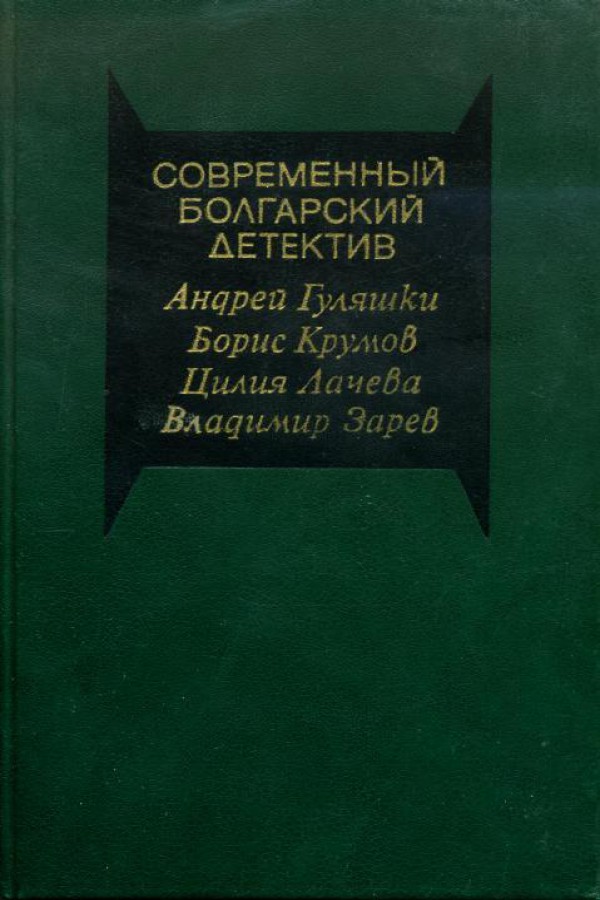 СОВРЕМЕННЫЙ
БОЛГАРСКИЙ
ДЕТЕКТИВ
Андрей Гуляшки
Борис Крумов
Цилия Лачева
Владимир Зарев